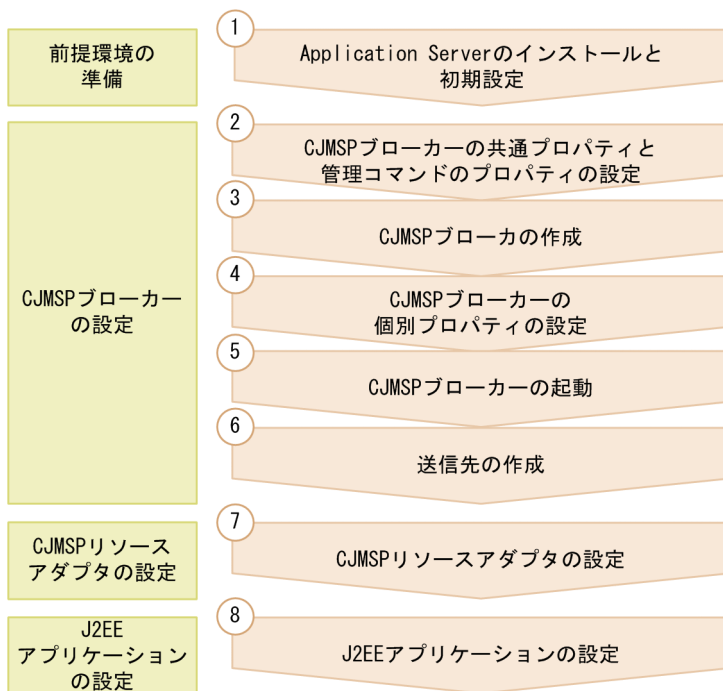 前提環境の
準備
1
Application Serverのインストールと
初期設定
CJMSPブローカー
の設定
2
CJMSPブローカーの共通プロパティと
管理コマンドのプロパティの設定
3
CJMSPブローカの作成
4
CJMSPブローカーの
個別プロパティの設定
5
CJMSPブローカーの起動
6
送信先の作成
CJMSPリソース
アダプタの設定
7
CJMSPリソースアダプタの設定
J2EE
アプリケーション
の設定
8
J2EEアプリケーションの設定